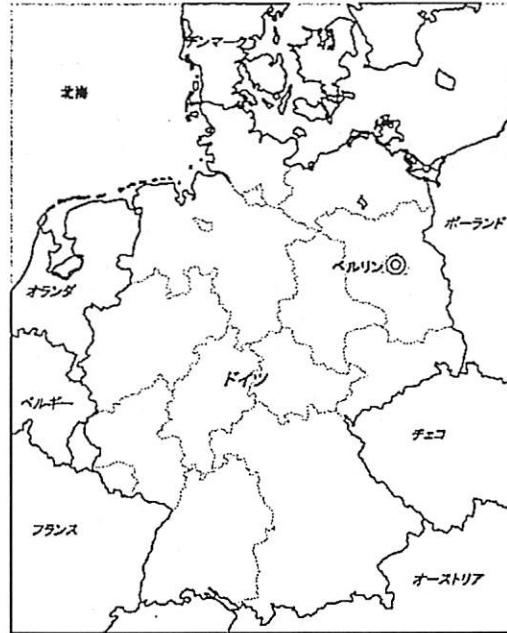 デンマーク
北海
ポーランド
ベルリン
オランダ
ドイツ
ベルギー
チェコ
フランス
オーストリア